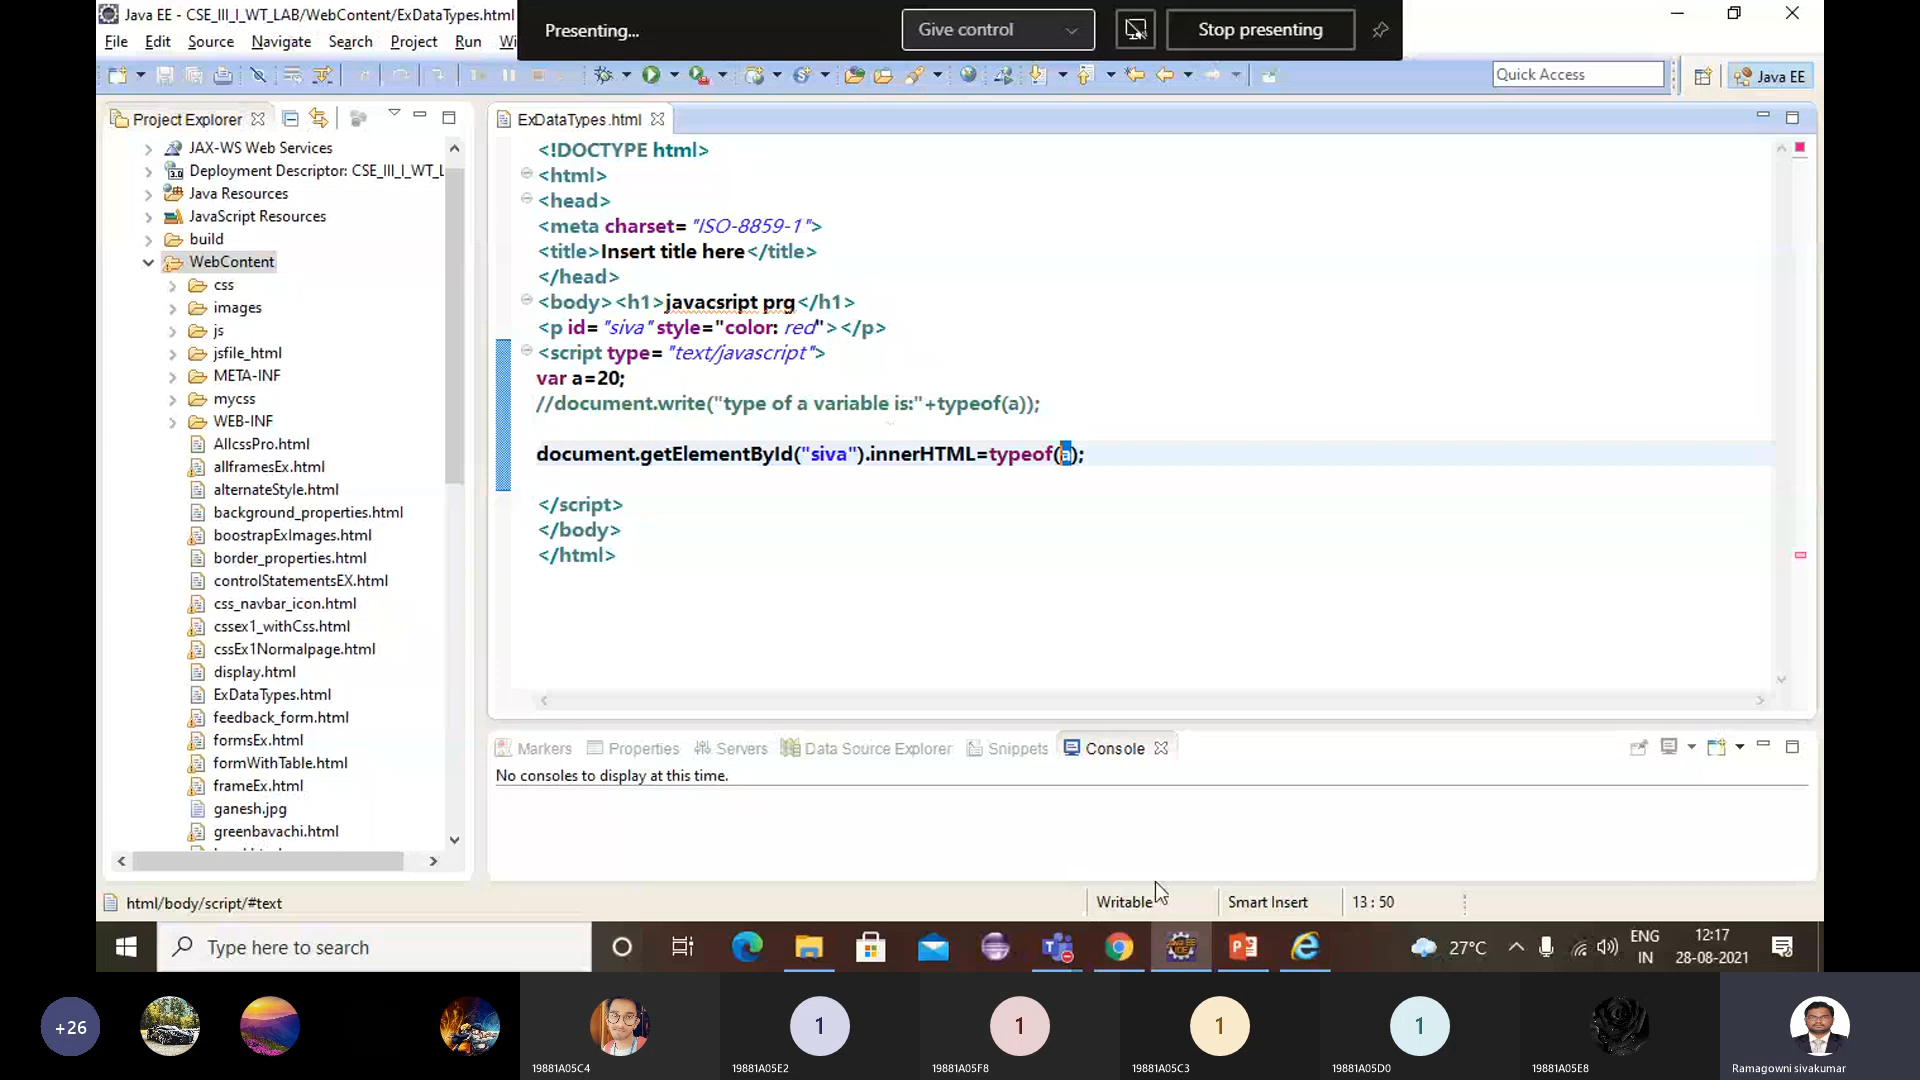 Java EE - CSE_III_I_WT_LAB/WebContent/ExDataTypes.html
Presenting...
Give control
Stop presenting
File Edit Source Navigate Search Project Run Wi
Quick Access
Java EE
Project Explorer
JAX-WS Web Services
Deployment Descriptor: CSE_III_I_WT_L
Java Resources
JavaScript Resources
build
WebContent
css
images
js
jsfile_html
META-INF
mycss
WEB-INF
AllcssPro.html
allframesEx.html
alternateStyle.html
background_properties.html
boostrapExImages.html
border_properties.html
controlStatementsEX.html
css_navbar_icon.html
cssex1_withCss.html
cssEx1Normalpage.html
display.html
ExDataTypes.html
feedback_form.html
formsEx.html
formWithTable.html
frameEx.html
ganesh.jpg
greenbavachi.html
ExDataTypes.html
<!DOCTYPE html>
<html>
<head>
<meta charset="ISO-8859-1">
<title>Insert title here</title>
</head>
<body><h1>javacsript prg</h1>
<p id="siva" style="color: red"></p>
<script type="text/javascript">
var a=20;
//document.write("type of a variable is:"+typeof(a));
document.getElementById("siva").innerHTML=typeof(a);
</script>
</body>
</html>
Markers Properties Servers Data Source Explorer Snippets Console
No consoles to display at this time.
html/body/script/#text
Writable
Smart Insert
13 : 50
Type here to search
27°C
ENG
IN
12:17
28-08-2021
+26
1
1
1
1
19881A05C4
19881A05E2
19881A05F8
19881A05C3
19881A05D0
19881A05E8
Ramagowni sivakumar